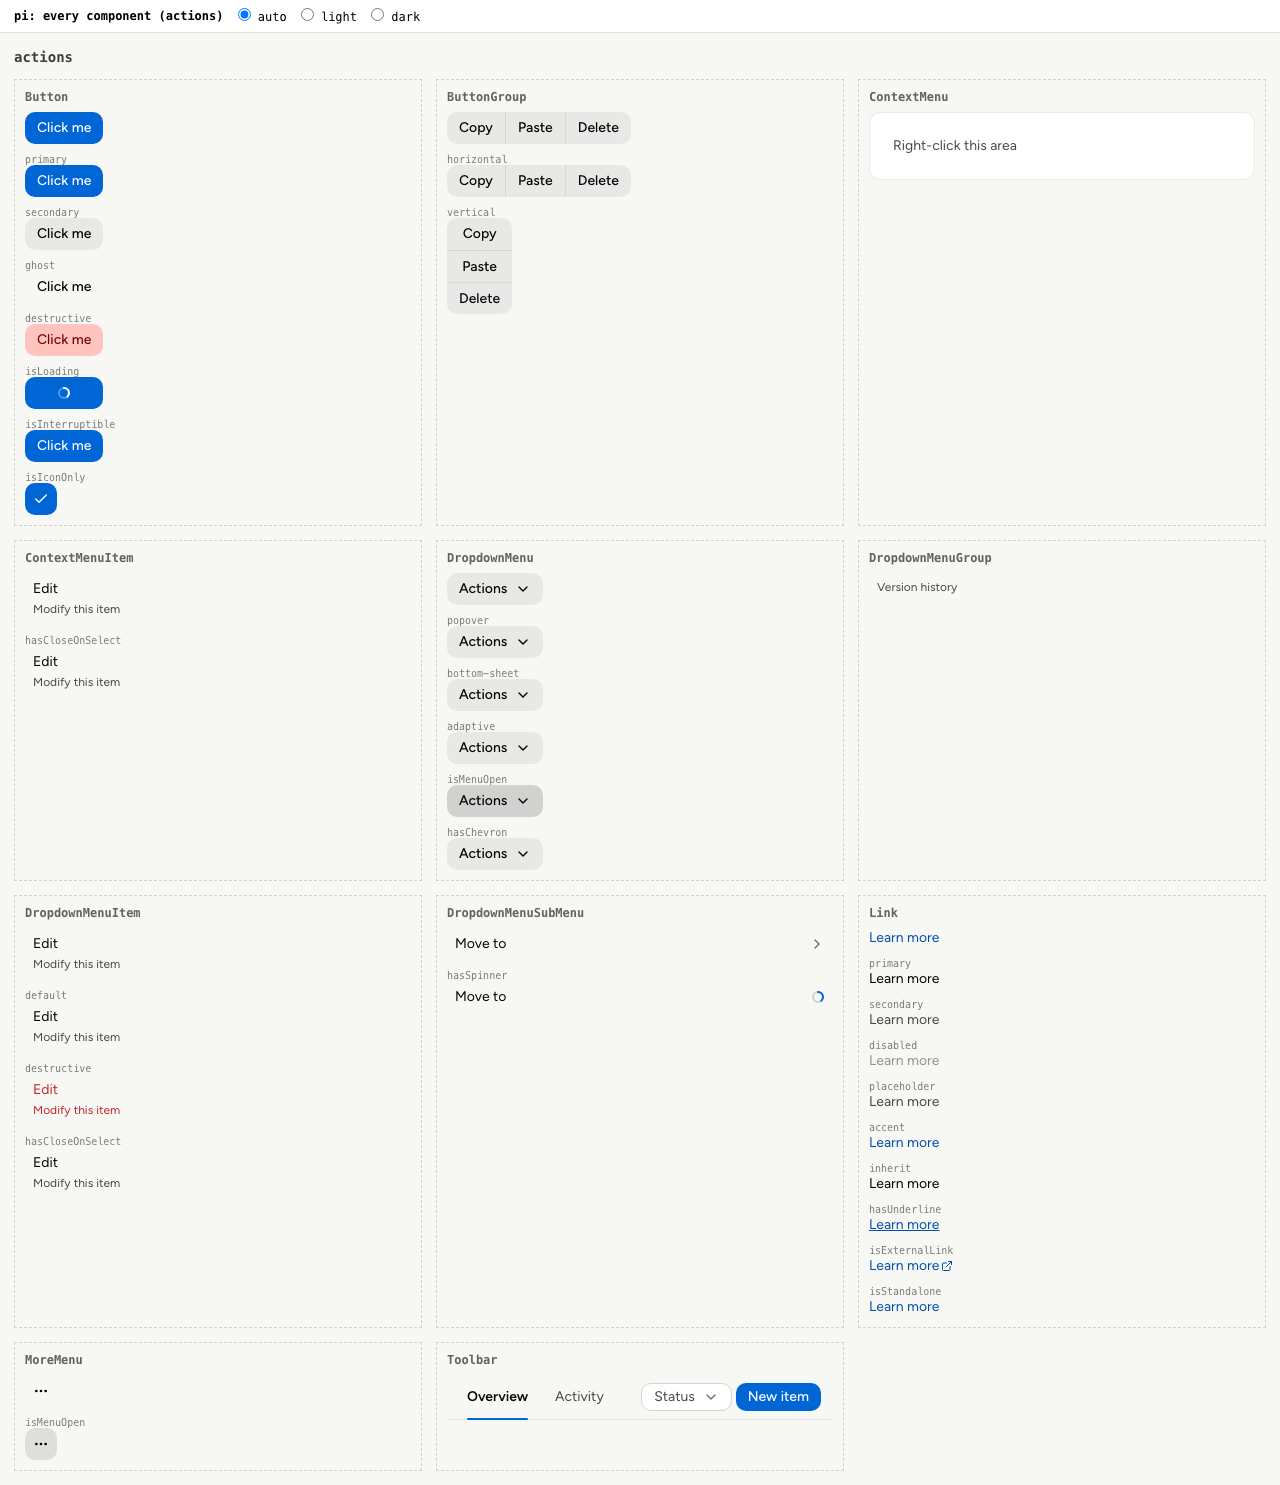 pi: every component (actions) auto light dark
actions
Button
Click me
primary
Click me
secondary
Click me
ghost
Click me
destructive
Click me
isLoading
isInterruptible
Click me
isIconOnly
ButtonGroup
Copy Paste Delete
horizontal
Copy Paste Delete
vertical
Copy
Paste
Delete
ContextMenu
Right-click this area
ContextMenuItem
Edit
Modify this item
hasCloseOnSelect
Edit
Modify this item
DropdownMenu
Actions
popover
Actions
bottom-sheet
Actions
adaptive
Actions
isMenuOpen
Actions
hasChevron
Actions
DropdownMenuGroup
Version history
DropdownMenuItem
Edit
Modify this item
default
Edit
Modify this item
destructive
Edit
Modify this item
hasCloseOnSelect
Edit
Modify this item
DropdownMenuSubMenu
Move to
hasSpinner
Move to
Link
Learn more
primary
Learn more
secondary
Learn more
disabled
Learn more
placeholder
Learn more
accent
Learn more
inherit
Learn more
hasUnderline
Learn more
isExternalLink
Learn more
isStandalone
Learn more
MoreMenu
isMenuOpen
Toolbar
Overview Activity Status New item